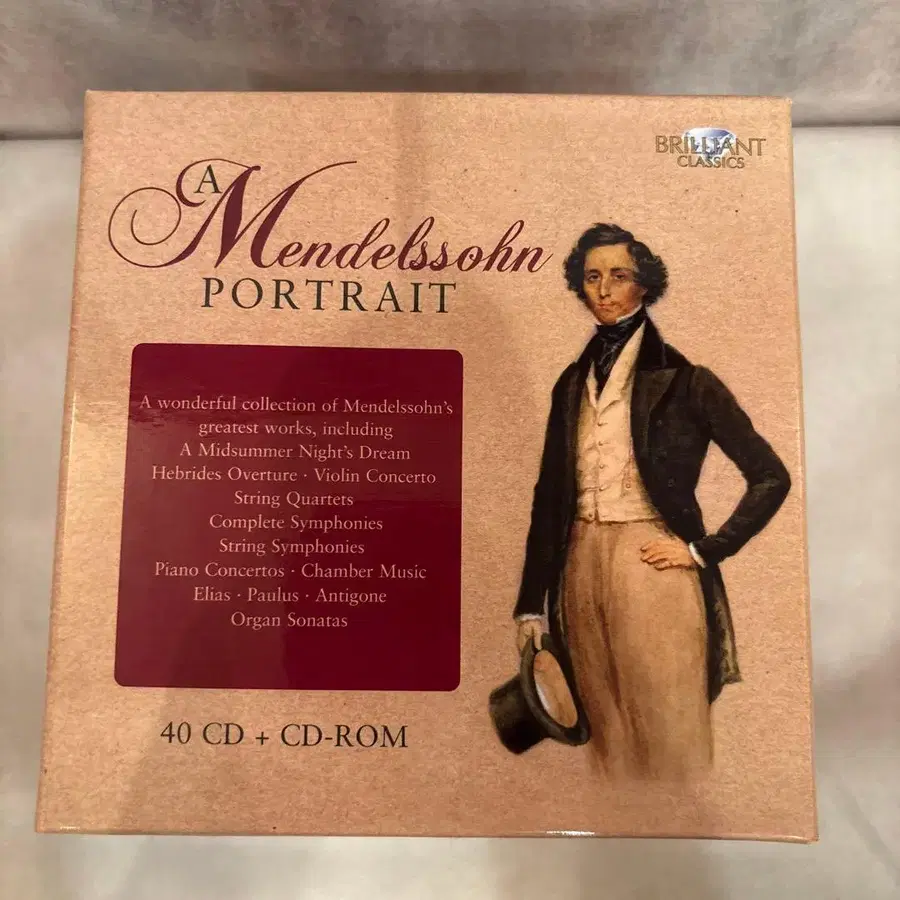 BRILLIANT
CLASSICS
A
Mendelssohn
PORTRAIT
A wonderful collection of Mendelssohn's
greatest works, including
A Midsummer Night's Dream
Hebrides Overture · Violin Concerto
String Quartets
Complete Symphonies
String Symphonies
Piano Concertos · Chamber Music
Elias · Paulus · Antigone
Organ Sonatas
40 CD + CD-ROM